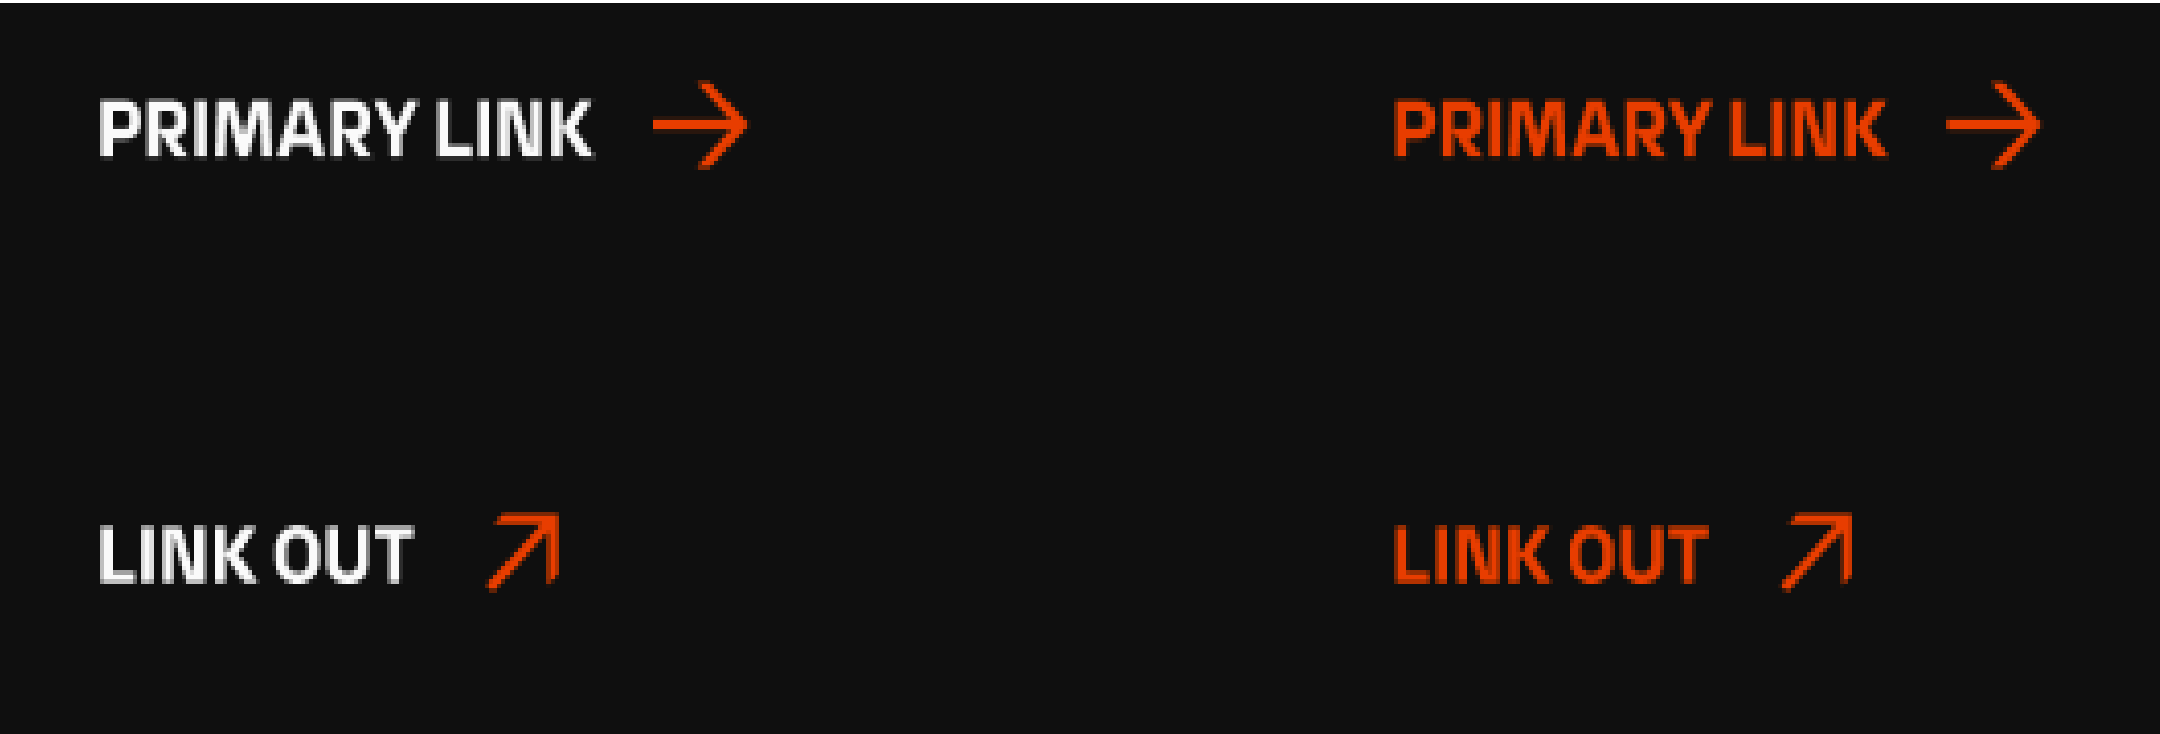 PRIMARY LINK → PRIMARY LINK →
LINK OUT ↗ LINK OUT ↗